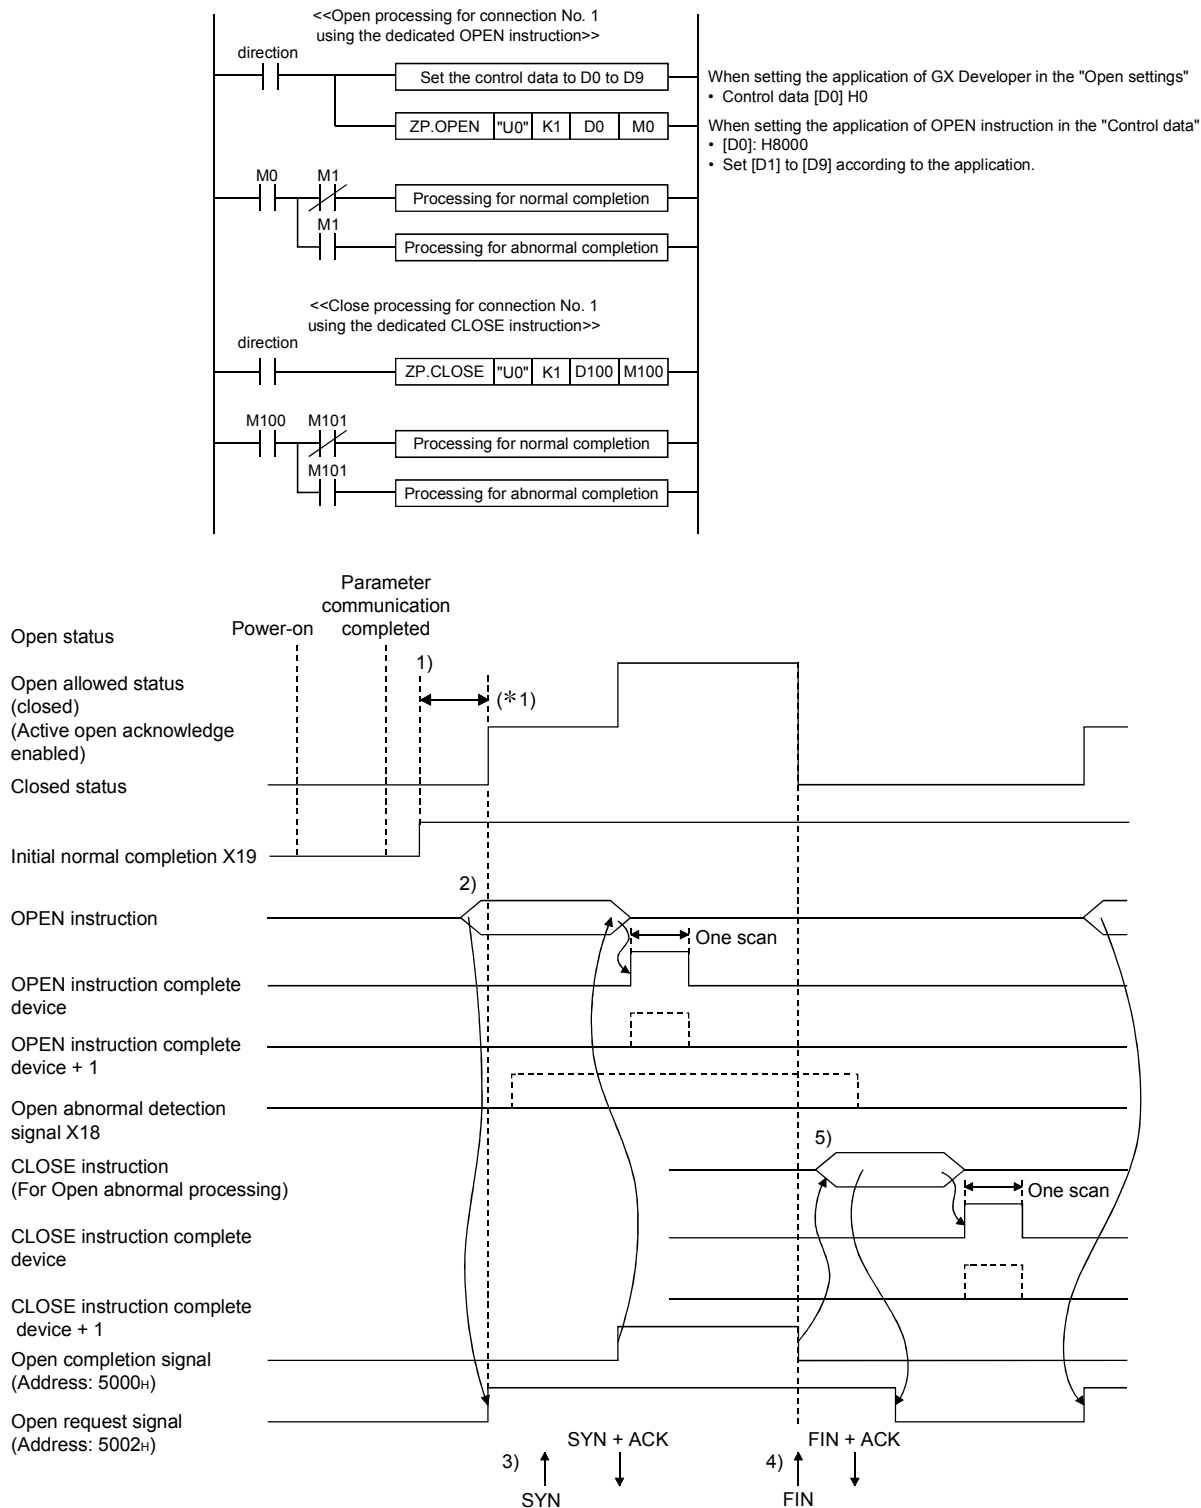 <<Open processing for connection No. 1
using the dedicated OPEN instruction>>
direction
Set the control data to D0 to D9
When setting the application of GX Developer in the "Open settings"
• Control data [D0] H0
ZP.OPEN "U0" K1 D0 M0
When setting the application of OPEN instruction in the "Control data"
• [D0]: H8000
• Set [D1] to [D9] according to the application.
M0 M1
Processing for normal completion
M1
Processing for abnormal completion
<<Close processing for connection No. 1
using the dedicated CLOSE instruction>>
direction
ZP.CLOSE "U0" K1 D100 M100
M100 M101
Processing for normal completion
M101
Processing for abnormal completion
Parameter
communication
completed
Power-on
Open status
1)
(*1)
Open allowed status
(closed)
(Active open acknowledge
enabled)
Closed status
Initial normal completion X19
2)
OPEN instruction
One scan
OPEN instruction complete
device
OPEN instruction complete
device + 1
Open abnormal detection
signal X18
5)
CLOSE instruction
(For Open abnormal processing)
One scan
CLOSE instruction complete
device
CLOSE instruction complete
device + 1
Open completion signal
(Address: 5000H)
Open request signal
(Address: 5002H)
SYN + ACK
FIN + ACK
3)
4)
SYN
FIN